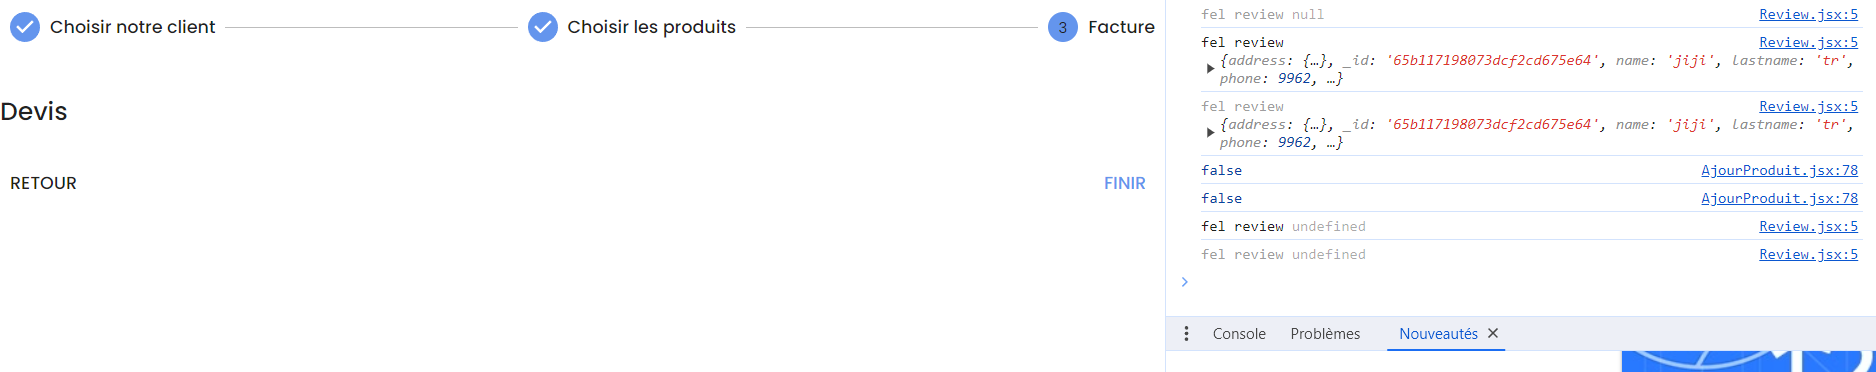 Choisir notre client
Choisir les produits
3 Facture
Devis
RETOUR
FINIR
fel review null Review.jsx:5
fel review Review.jsx:5
{address: {…}, _id: '65b117198073dcf2cd675e64', name: 'jiji', lastname: 'tr',
phone: 9962, …}
fel review Review.jsx:5
{address: {…}, _id: '65b117198073dcf2cd675e64', name: 'jiji', lastname: 'tr',
phone: 9962, …}
false AjourProduit.jsx:78
false AjourProduit.jsx:78
fel review undefined Review.jsx:5
fel review undefined Review.jsx:5
Console Problèmes Nouveautés